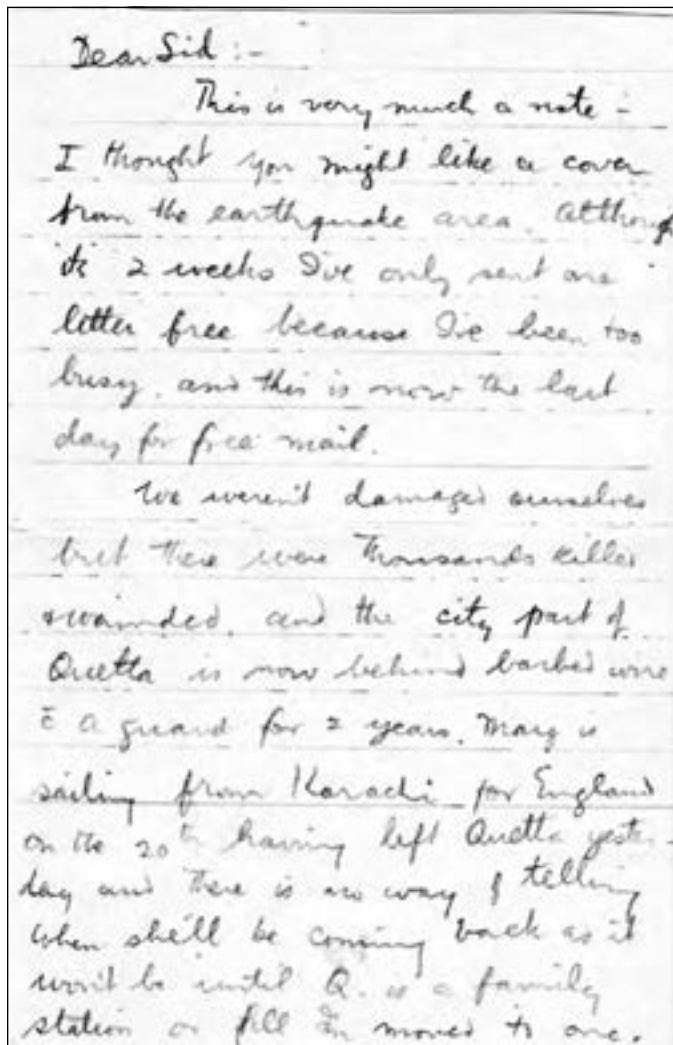 Dear Sid :-
This is very much a note -
I thought you might like a cover
from the earthquake area. Although
its 2 weeks I've only sent one
letter free because I've been too
busy, and this is now the last
day for free mail.
We weren't damaged ourselves
but there were thousands killed
& wounded, and the city part of
Quetta is now behind barbed wire
c̄ a guard for 2 years. Marg is
sailing from Karachi for England
on the 20th having left Quetta yester-
day and there is no way of telling
when she'll be coming back as it
won't be until Q. is a family
station or till I'm moved to one.